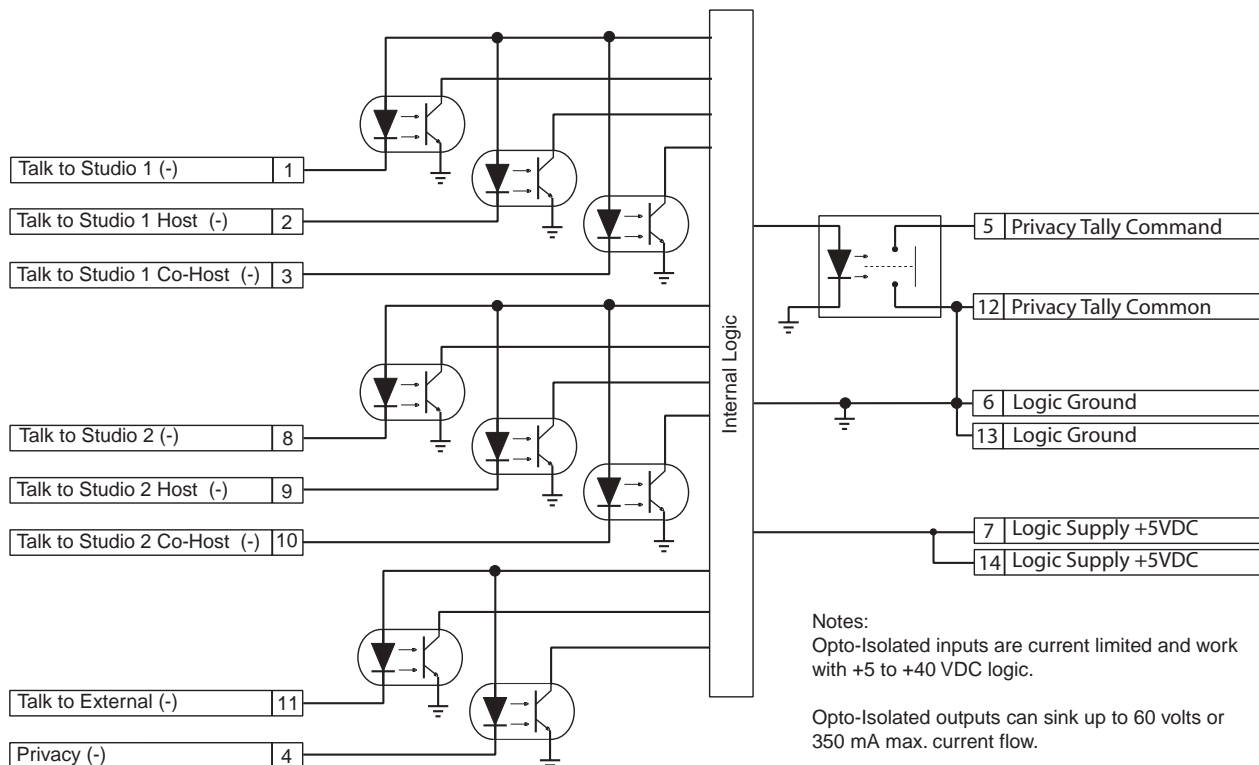 Talk to Studio 1 (-) 1
Talk to Studio 1 Host (-) 2
Talk to Studio 1 Co-Host (-) 3
Talk to Studio 2 (-) 8
Talk to Studio 2 Host (-) 9
Talk to Studio 2 Co-Host (-) 10
Talk to External (-) 11
Privacy (-) 4
Internal Logic
5 Privacy Tally Command
12 Privacy Tally Common
6 Logic Ground
13 Logic Ground
7 Logic Supply +5VDC
14 Logic Supply +5VDC
Notes:
Opto-Isolated inputs are current limited and work
with +5 to +40 VDC logic.
Opto-Isolated outputs can sink up to 60 volts or
350 mA max. current flow.